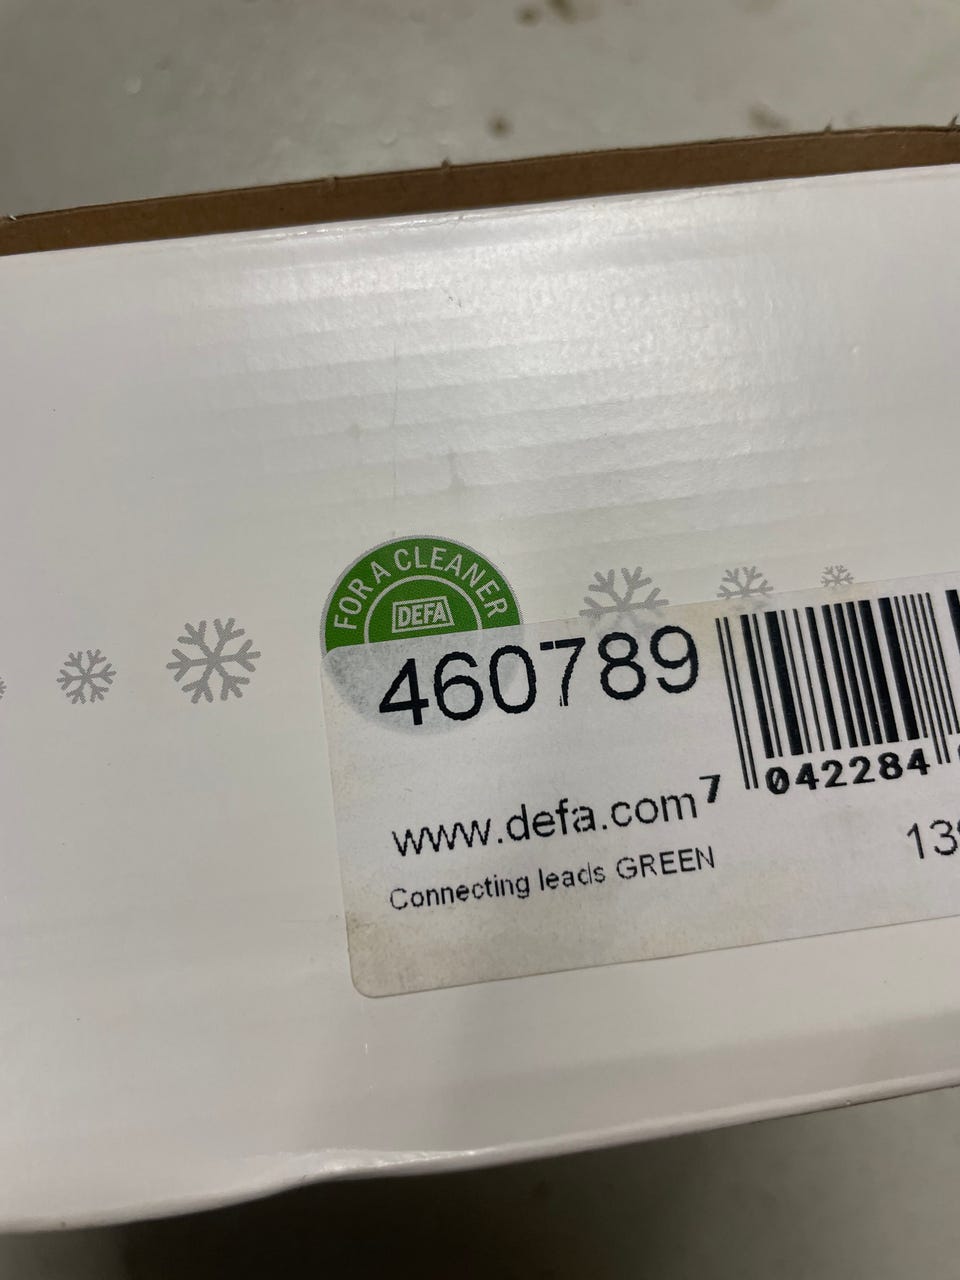 FOR A CLEANER
DEFA
460789
7 042284
www.defa.com
Connecting leads GREEN